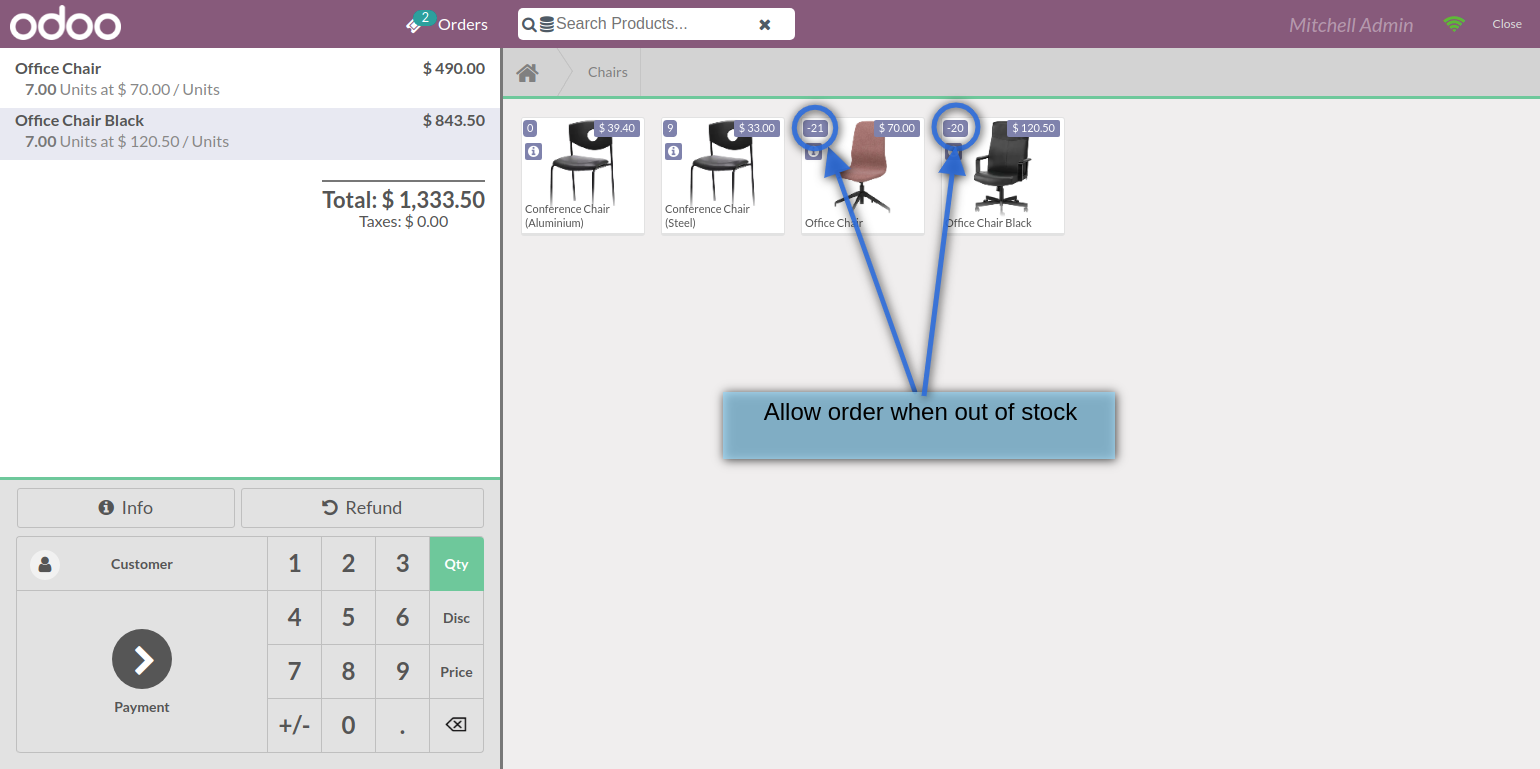 odoo
2
Orders
Search Products...
Mitchell Admin
Close
Office Chair $ 490.00
7.00 Units at $ 70.00 / Units
Office Chair Black $ 843.50
7.00 Units at $ 120.50 / Units
Total: $ 1,333.50
Taxes: $ 0.00
Info
Refund
Customer
1 2 3 Qty
4 5 6 Disc
7 8 9 Price
+/- 0 .
Payment
Chairs
0 $ 39.40
Conference Chair
(Aluminium)
9 $ 33.00
Conference Chair
(Steel)
-21 $ 70.00
Office Chair
-20 $ 120.50
Office Chair Black
Allow order when out of stock